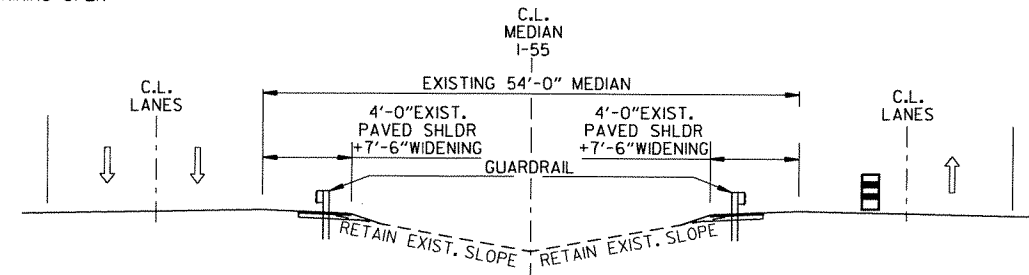 C.L.
MEDIAN
I-55
EXISTING 54'-0" MEDIAN
C.L.
LANES
4'-0"EXIST.
PAVED SHLDR
+7'-6"WIDENING
4'-0"EXIST.
PAVED SHLDR
+7'-6"WIDENING
C.L.
LANES
GUARDRAIL
RETAIN EXIST. SLOPE
RETAIN EXIST. SLOPE